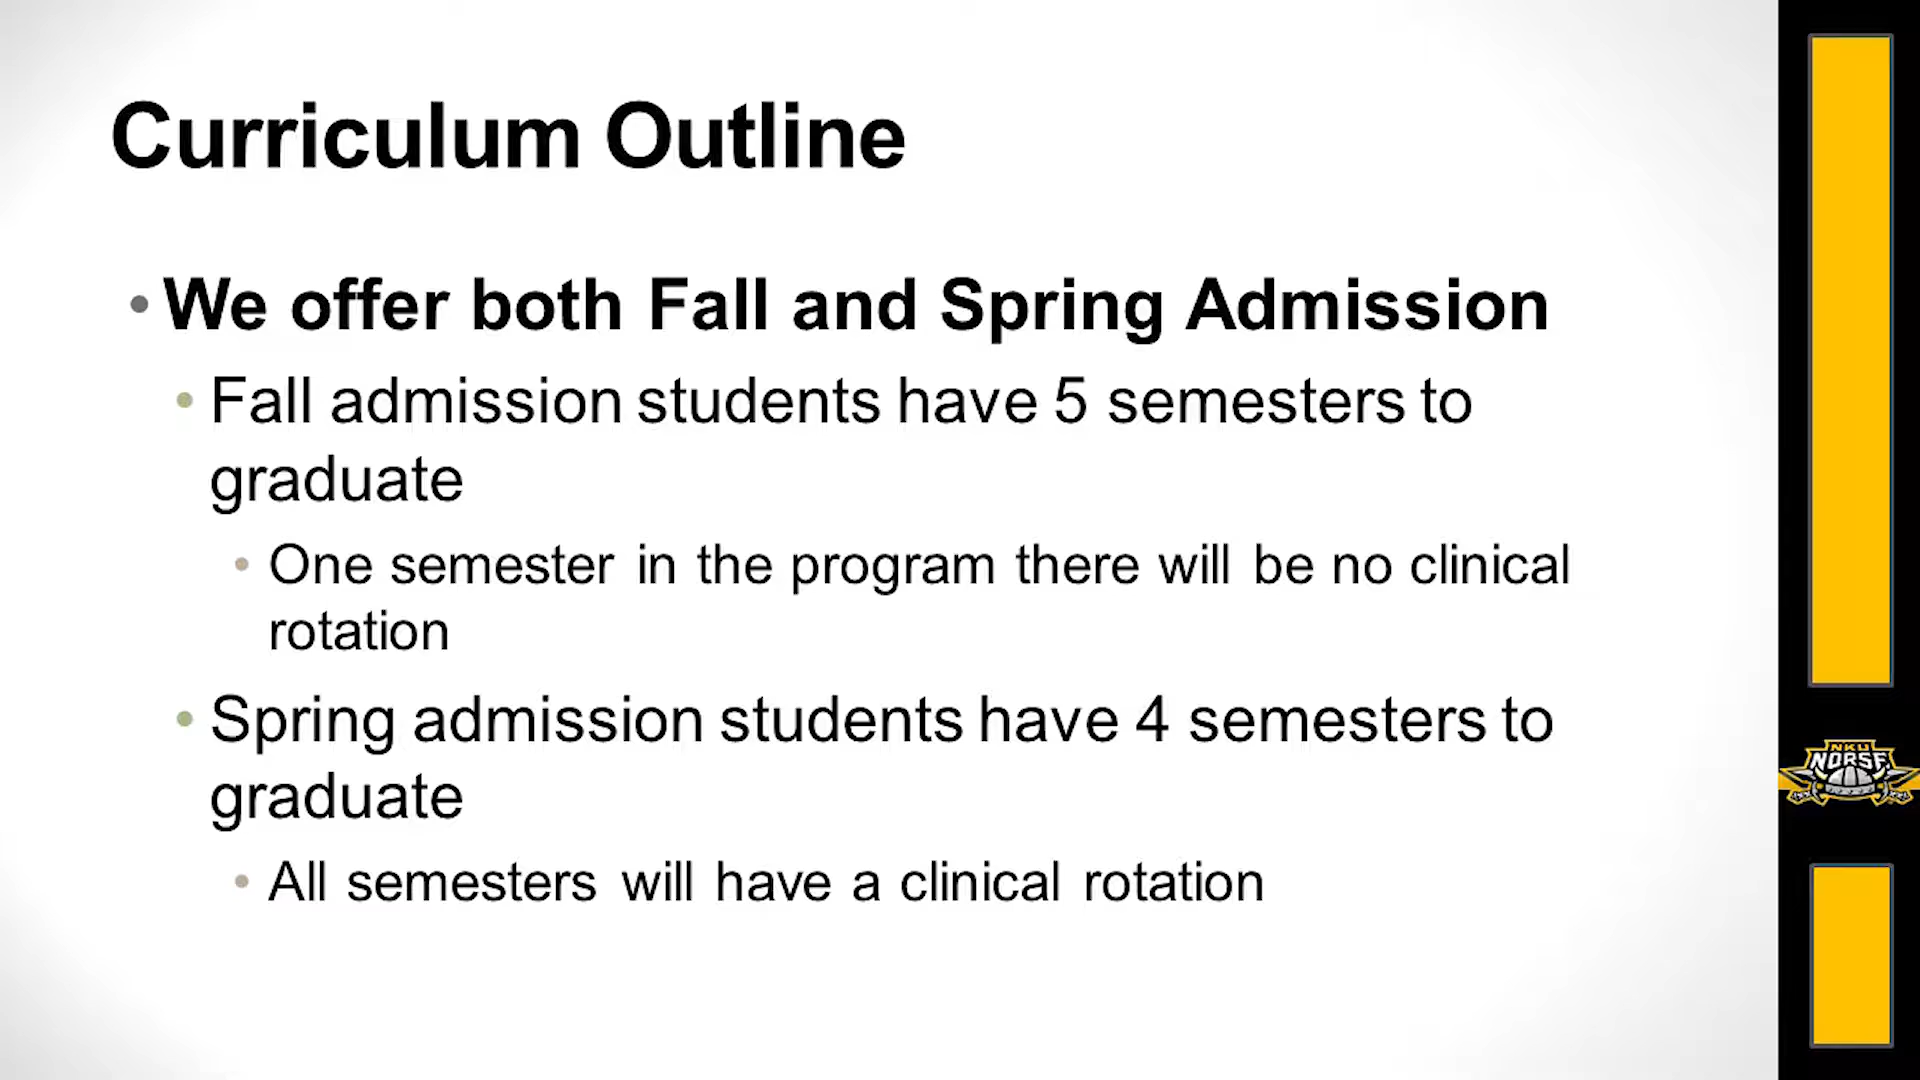 Curriculum Outline
• We offer both Fall and Spring Admission
• Fall admission students have 5 semesters to
graduate
• One semester in the program there will be no clinical
rotation
• Spring admission students have 4 semesters to
graduate
• All semesters will have a clinical rotation
NKU
NORSE